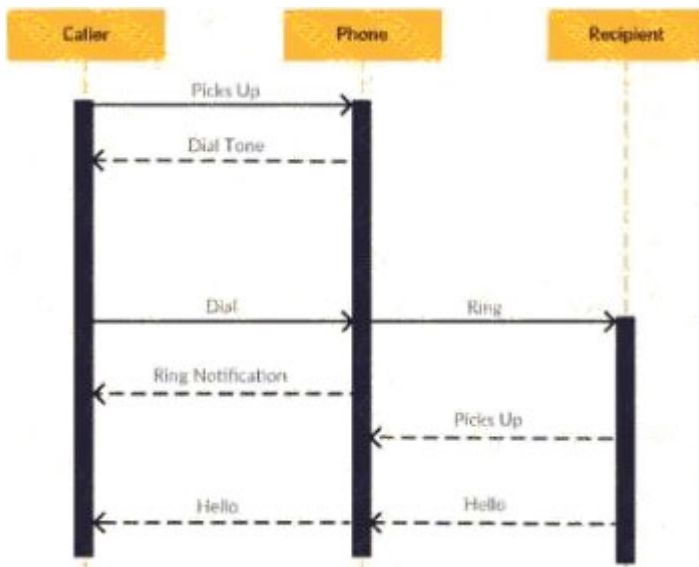 Caller
Phone
Recipient
Picks Up
Dial Tone
Dial
Ring
Ring Notification
Picks Up
Hello
Hello